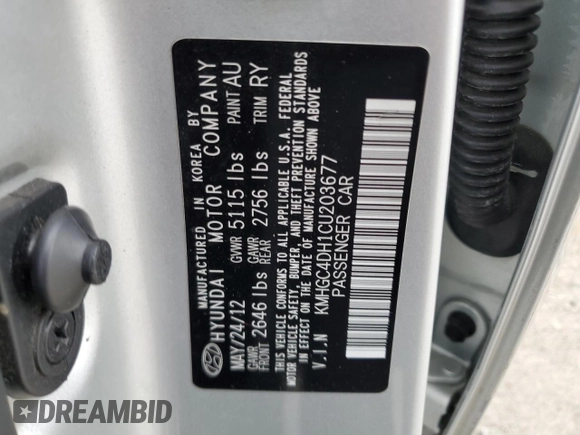 MANUFACTURED IN KOREA BY
HYUNDAI MOTOR COMPANY
MAY/24/12 GVWR 5115 lbs PAINT AU
GAWR FRONT 2646 lbs GAWR REAR 2756 lbs TRIM RY
THIS VEHICLE CONFORMS TO ALL APPLICABLE U.S.A. FEDERAL
MOTOR VEHICLE SAFETY, BUMPER, AND THEFT PREVENTION STANDARDS
IN EFFECT ON THE DATE OF MANUFACTURE SHOWN ABOVE
V.I.N KMHGC4DH1CU203677
PASSENGER CAR
DREAMBID